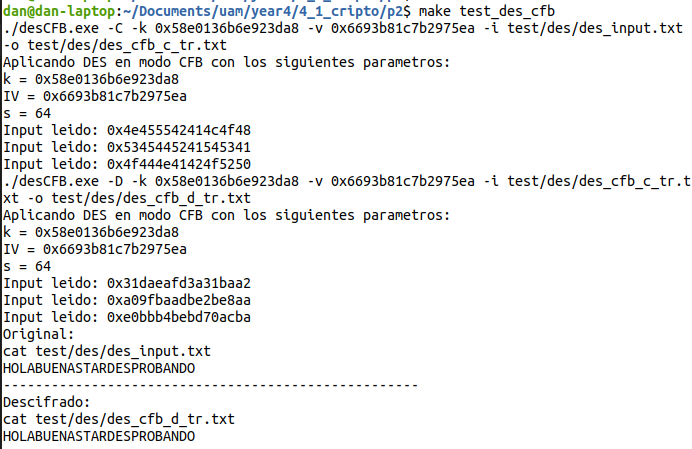 dan@dan-laptop:~/Documents/uam/year4/4_1_cripto/p2$ make test_des_cfb
./desCFB.exe -C -k 0x58e0136b6e923da8 -v 0x6693b81c7b2975ea -i test/des/des_input.txt
-o test/des/des_cfb_c_tr.txt
Aplicando DES en modo CFB con los siguientes parametros:
k = 0x58e0136b6e923da8
IV = 0x6693b81c7b2975ea
s = 64
Input leido: 0x4e455542414c4f48
Input leido: 0x5345445241545341
Input leido: 0x4f444e41424f5250
./desCFB.exe -D -k 0x58e0136b6e923da8 -v 0x6693b81c7b2975ea -i test/des/des_cfb_c_tr.t
xt -o test/des/des_cfb_d_tr.txt
Aplicando DES en modo CFB con los siguientes parametros:
k = 0x58e0136b6e923da8
IV = 0x6693b81c7b2975ea
s = 64
Input leido: 0x31daeafd3a31baa2
Input leido: 0xa09fbaadbe2be8aa
Input leido: 0xe0bbb4bebd70acba
Original:
cat test/des/des_input.txt
HOLABUENASTARDESPROBANDO
--------------------------------------------------
Descifrado:
cat test/des/des_cfb_d_tr.txt
HOLABUENASTARDESPROBANDO